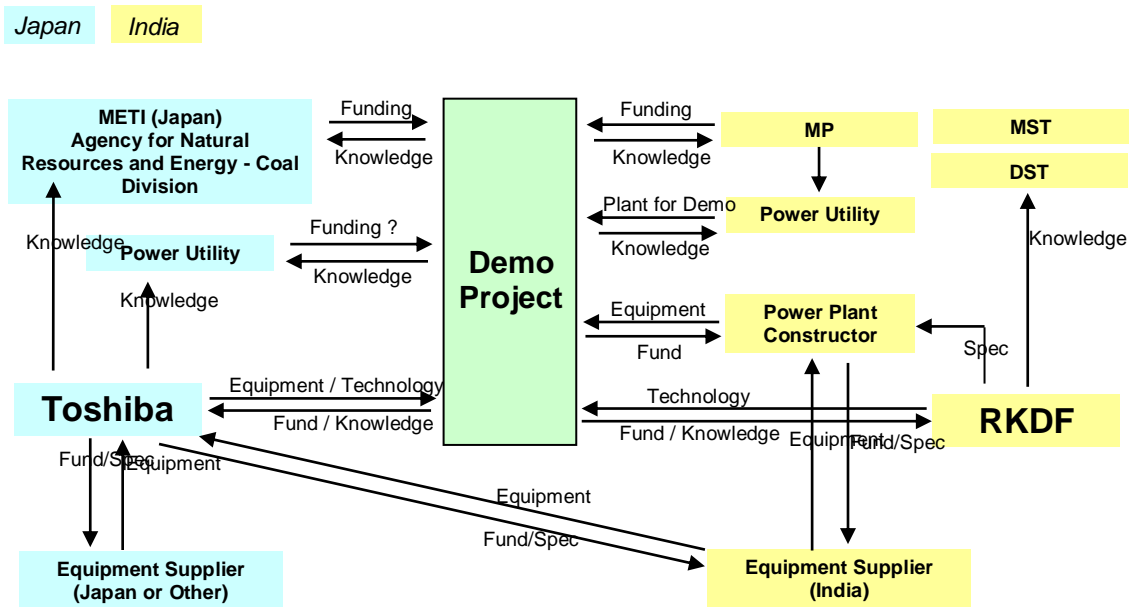 Japan
India
METI (Japan)
Agency for Natural
Resources and Energy - Coal
Division
Funding
Knowledge
Funding
Knowledge
MP
MST
DST
Knowledge
Power Utility
Funding ?
Knowledge
Knowledge
Demo
Project
Plant for Demo
Knowledge
Power Utility
Knowledge
Equipment
Fund
Power Plant
Constructor
Spec
Toshiba
Equipment / Technology
Fund / Knowledge
Technology
Fund / Knowledge
RKDF
Equipment
Fund/Spec
Fund/Spec
Equipment
Equipment
Fund/Spec
Equipment Supplier
(Japan or Other)
Equipment Supplier
(India)